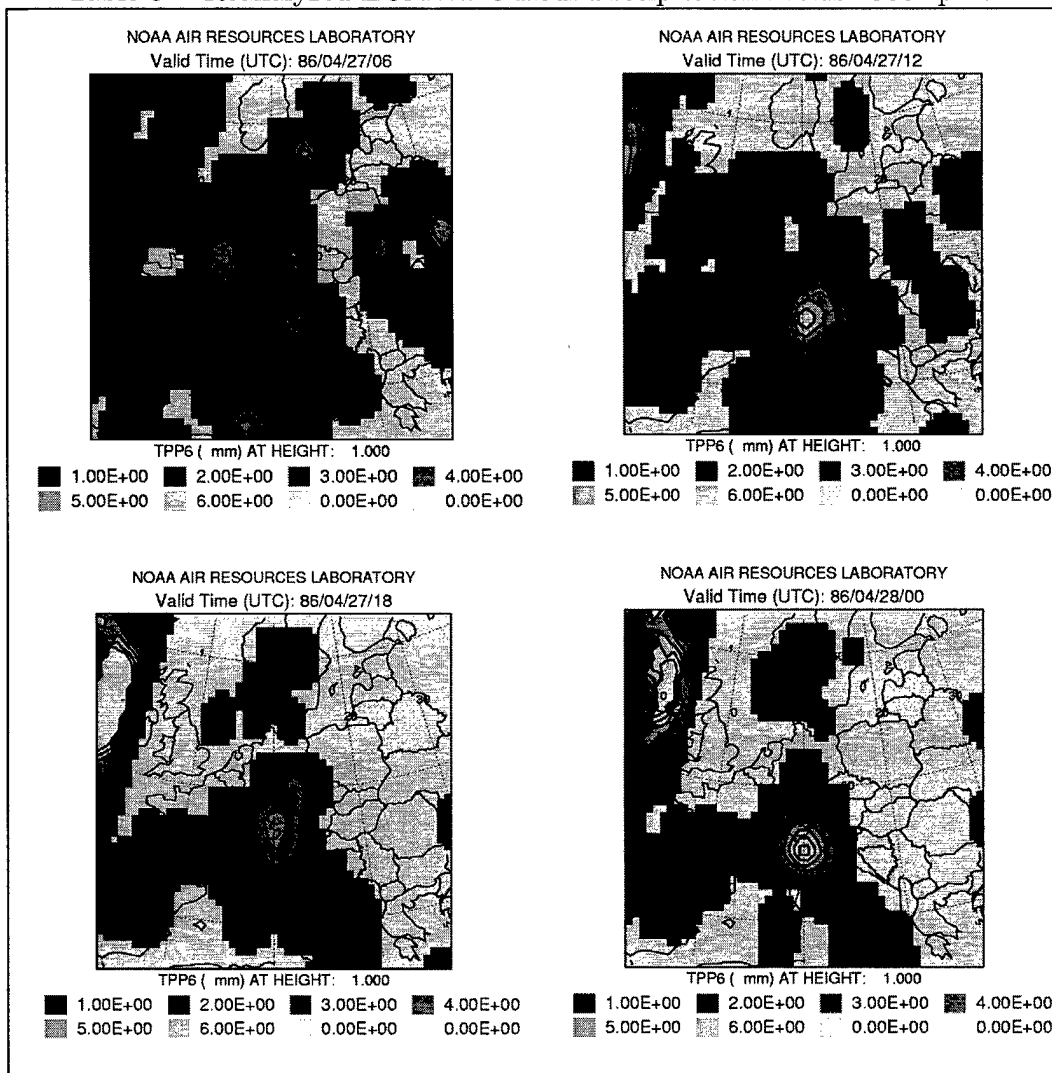 NOAA AIR RESOURCES LABORATORY
Valid Time (UTC): 86/04/27/06
TPP6 ( mm) AT HEIGHT: 1.000
1.00E+00 2.00E+00 3.00E+00 4.00E+00
5.00E+00 6.00E+00 0.00E+00 0.00E+00
NOAA AIR RESOURCES LABORATORY
Valid Time (UTC): 86/04/27/12
TPP6 ( mm) AT HEIGHT: 1.000
1.00E+00 2.00E+00 3.00E+00 4.00E+00
5.00E+00 6.00E+00 0.00E+00 0.00E+00
NOAA AIR RESOURCES LABORATORY
Valid Time (UTC): 86/04/27/18
TPP6 ( mm) AT HEIGHT: 1.000
1.00E+00 2.00E+00 3.00E+00 4.00E+00
5.00E+00 6.00E+00 0.00E+00 0.00E+00
NOAA AIR RESOURCES LABORATORY
Valid Time (UTC): 86/04/28/00
TPP6 ( mm) AT HEIGHT: 1.000
1.00E+00 2.00E+00 3.00E+00 4.00E+00
5.00E+00 6.00E+00 0.00E+00 0.00E+00